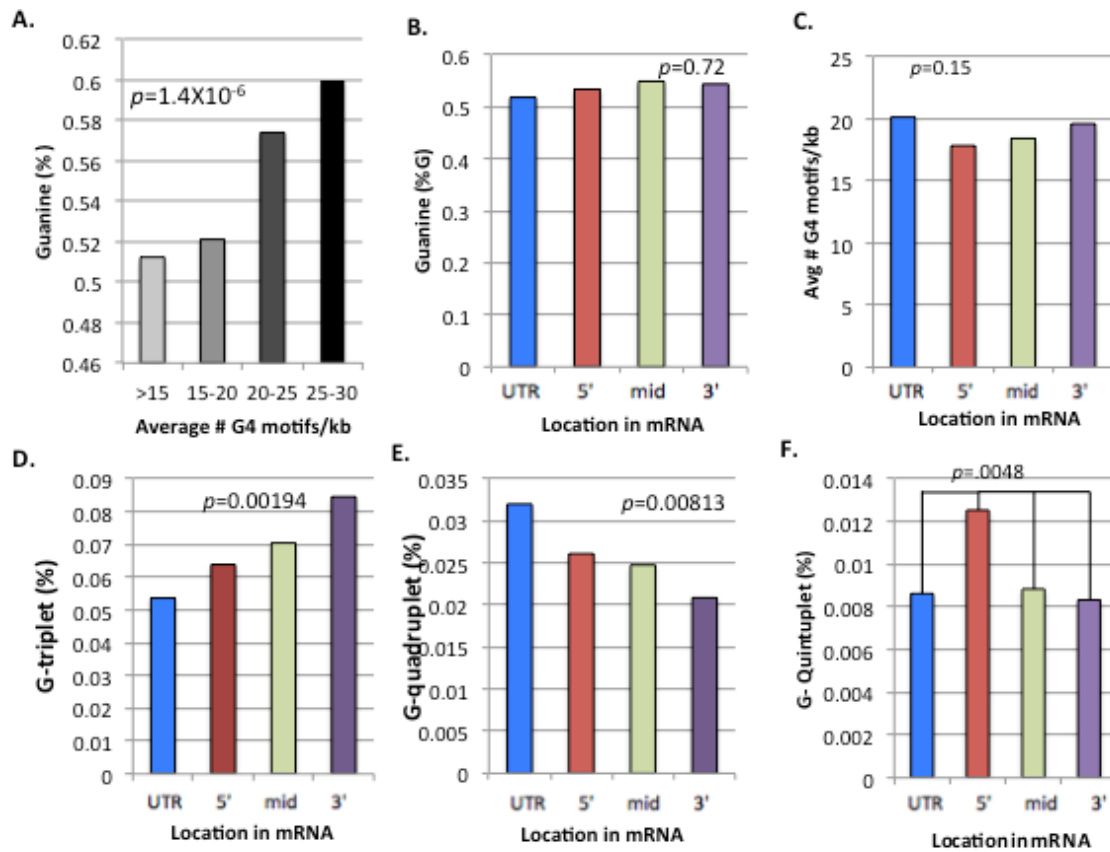 A.
0.62
0.6
0.58
0.56
0.54
0.52
0.5
0.48
0.46
Guanine (%)
p=1.4X10-6
>15 15-20 20-25 25-30
Average # G4 motifs/kb
B.
0.6
0.5
0.4
0.3
0.2
0.1
0
Guanine (%G)
p=0.72
UTR 5' mid 3'
Location in mRNA
C.
25
20
15
10
5
0
Avg # G4 motifs/kb
p=0.15
UTR 5' mid 3'
Location in mRNA
D.
0.09
0.08
0.07
0.06
0.05
0.04
0.03
0.02
0.01
0
G-triplet (%)
p=0.00194
UTR 5' mid 3'
Location in mRNA
E.
0.035
0.03
0.025
0.02
0.015
0.01
0.005
0
G-quadruplet (%)
p=0.00813
UTR 5' mid 3'
Location in mRNA
F.
0.014
0.012
0.01
0.008
0.006
0.004
0.002
0
G- Quintuplet (%)
p=.0048
UTR 5' mid 3'
Location in mRNA